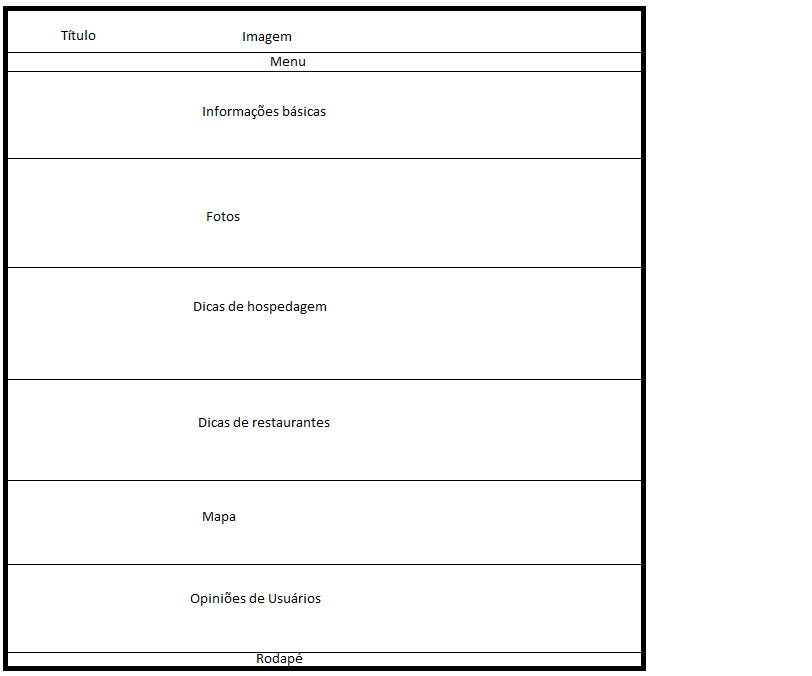 Título
Imagem
Menu
Informações básicas
Fotos
Dicas de hospedagem
Dicas de restaurantes
Mapa
Opiniões de Usuários
Rodapé